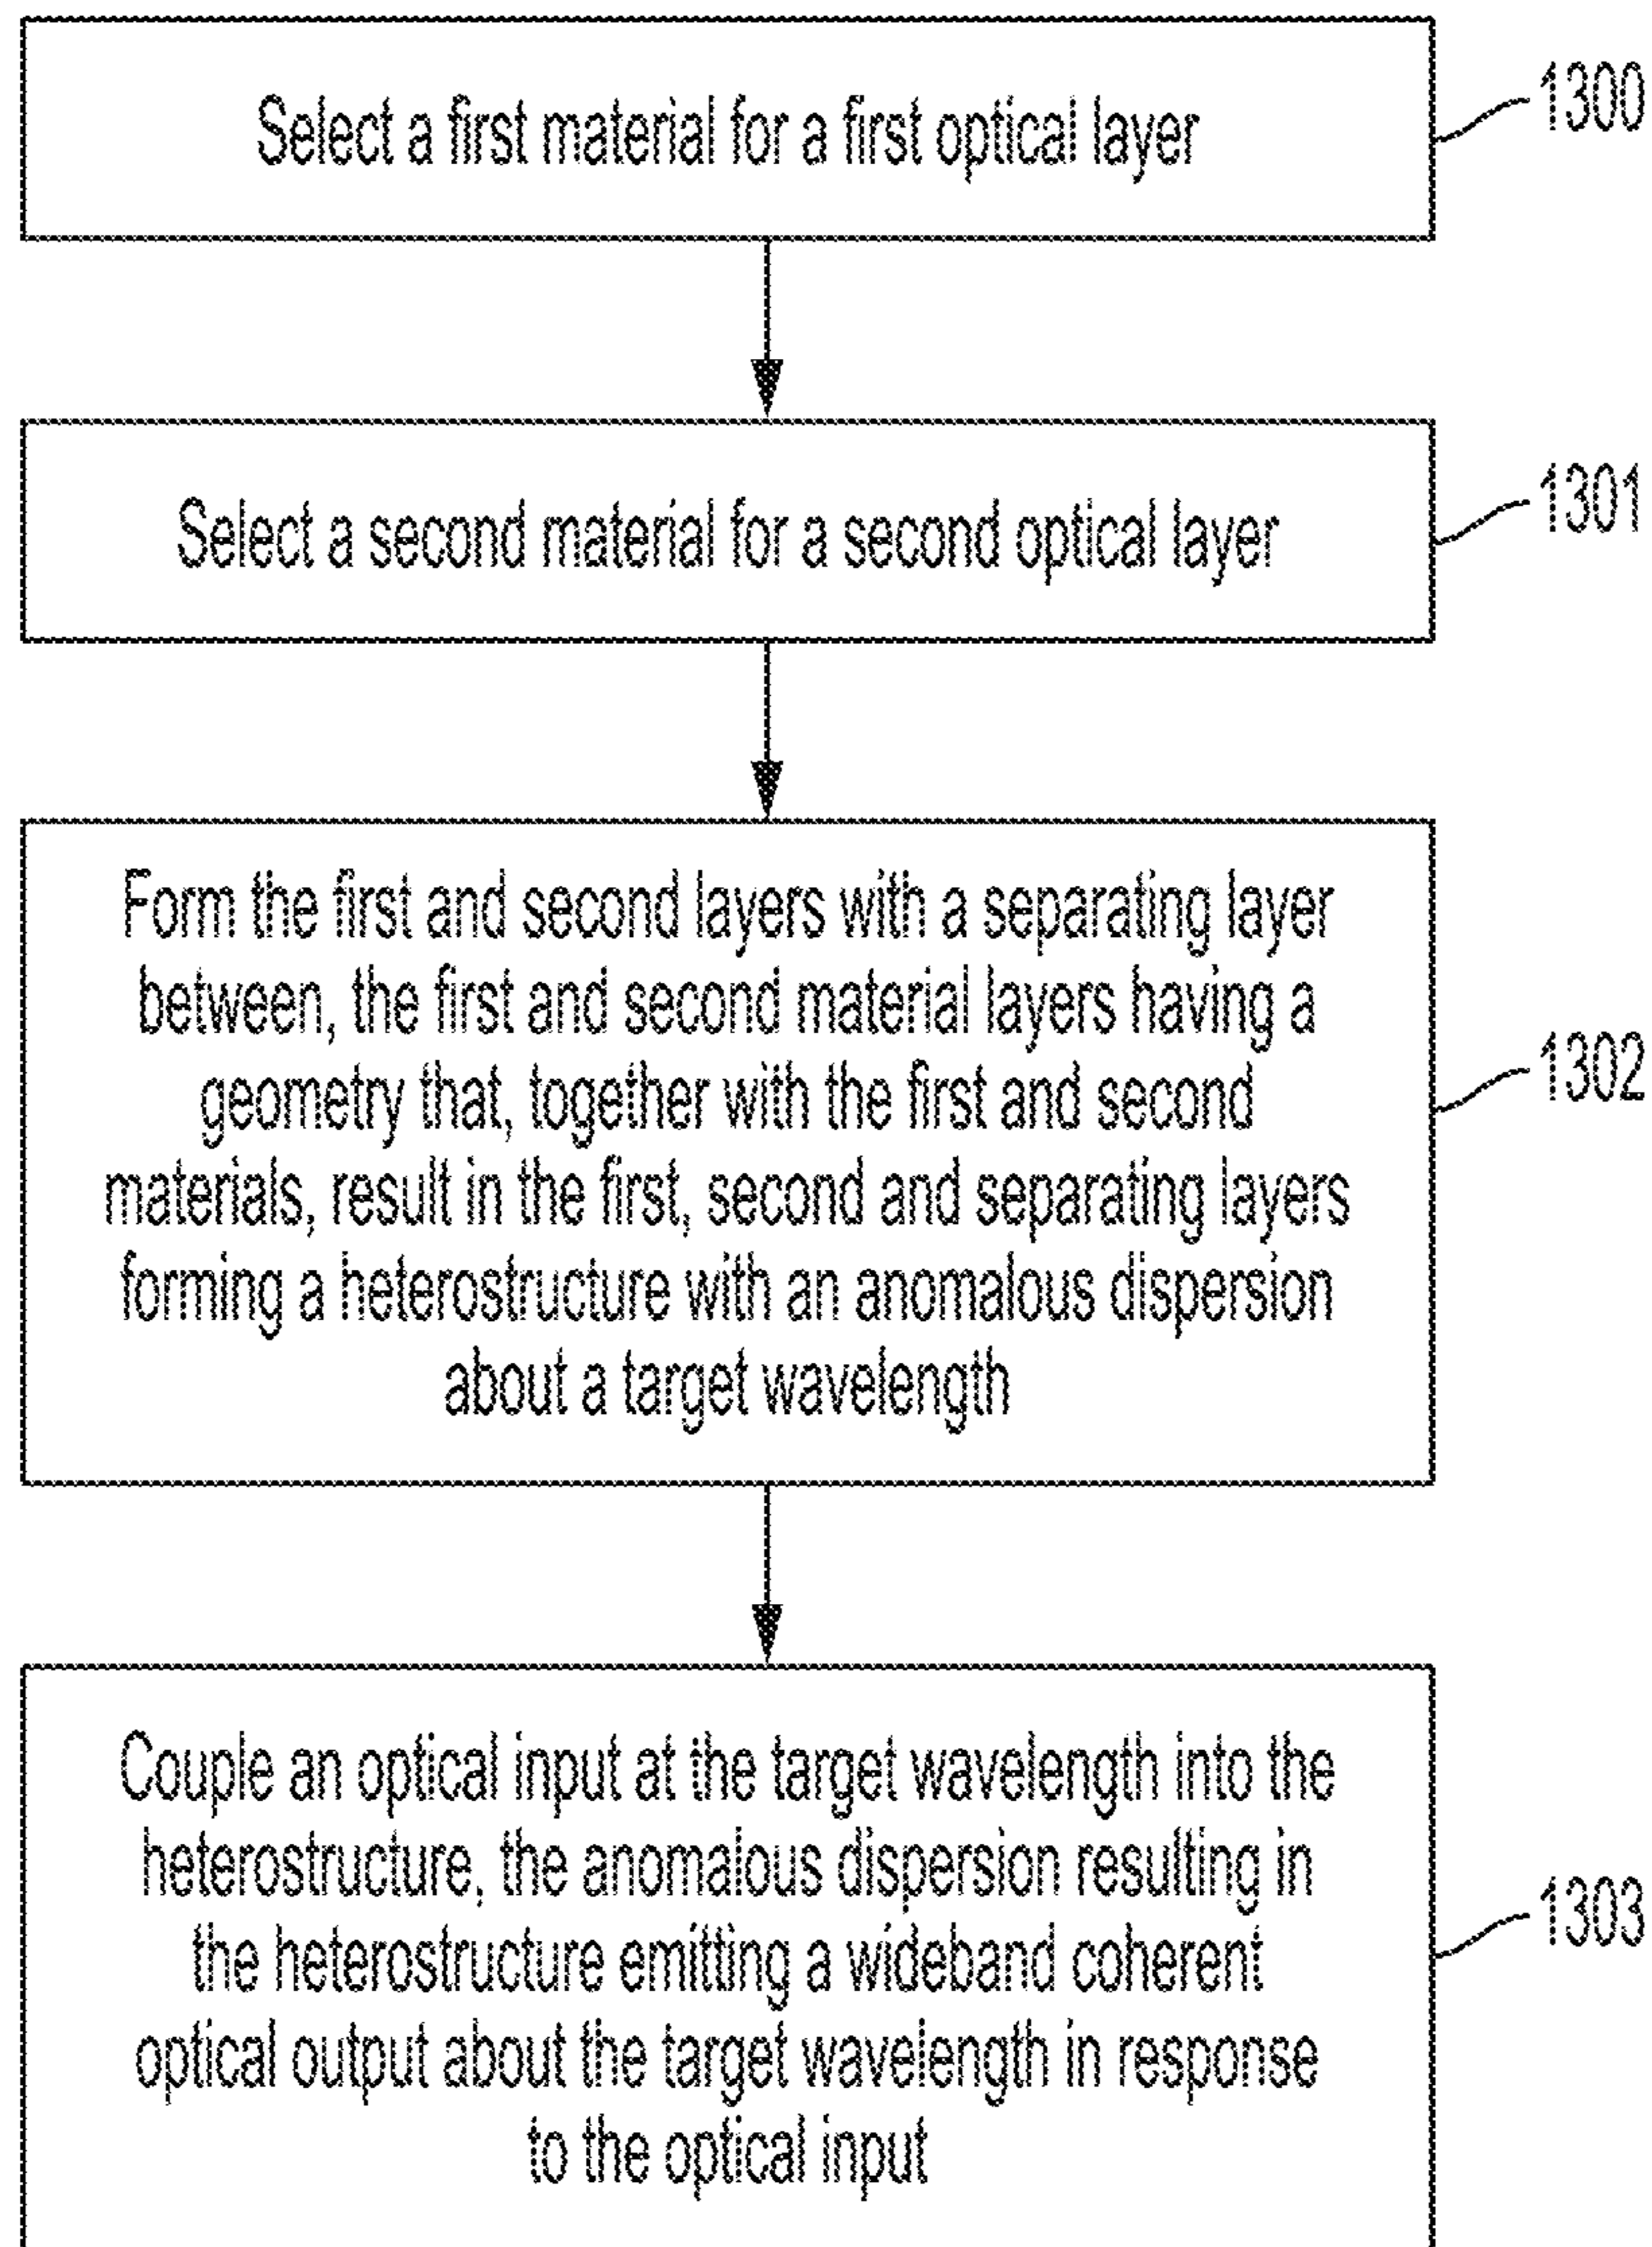 Select a first material for a first optical layer
1300
Select a second material for a second optical layer
1301
Form the first and second layers with a separating layer
between, the first and second material layers having a
geometry that, together with the first and second
materials, result in the first, second and separating layers
forming a heterostructure with an anomalous dispersion
about a target wavelength
1302
Couple an optical input at the target wavelength into the
heterostructure, the anomalous dispersion resulting in
the heterostructure emitting a wideband coherent
optical output about the target wavelength in response
to the optical input
1303